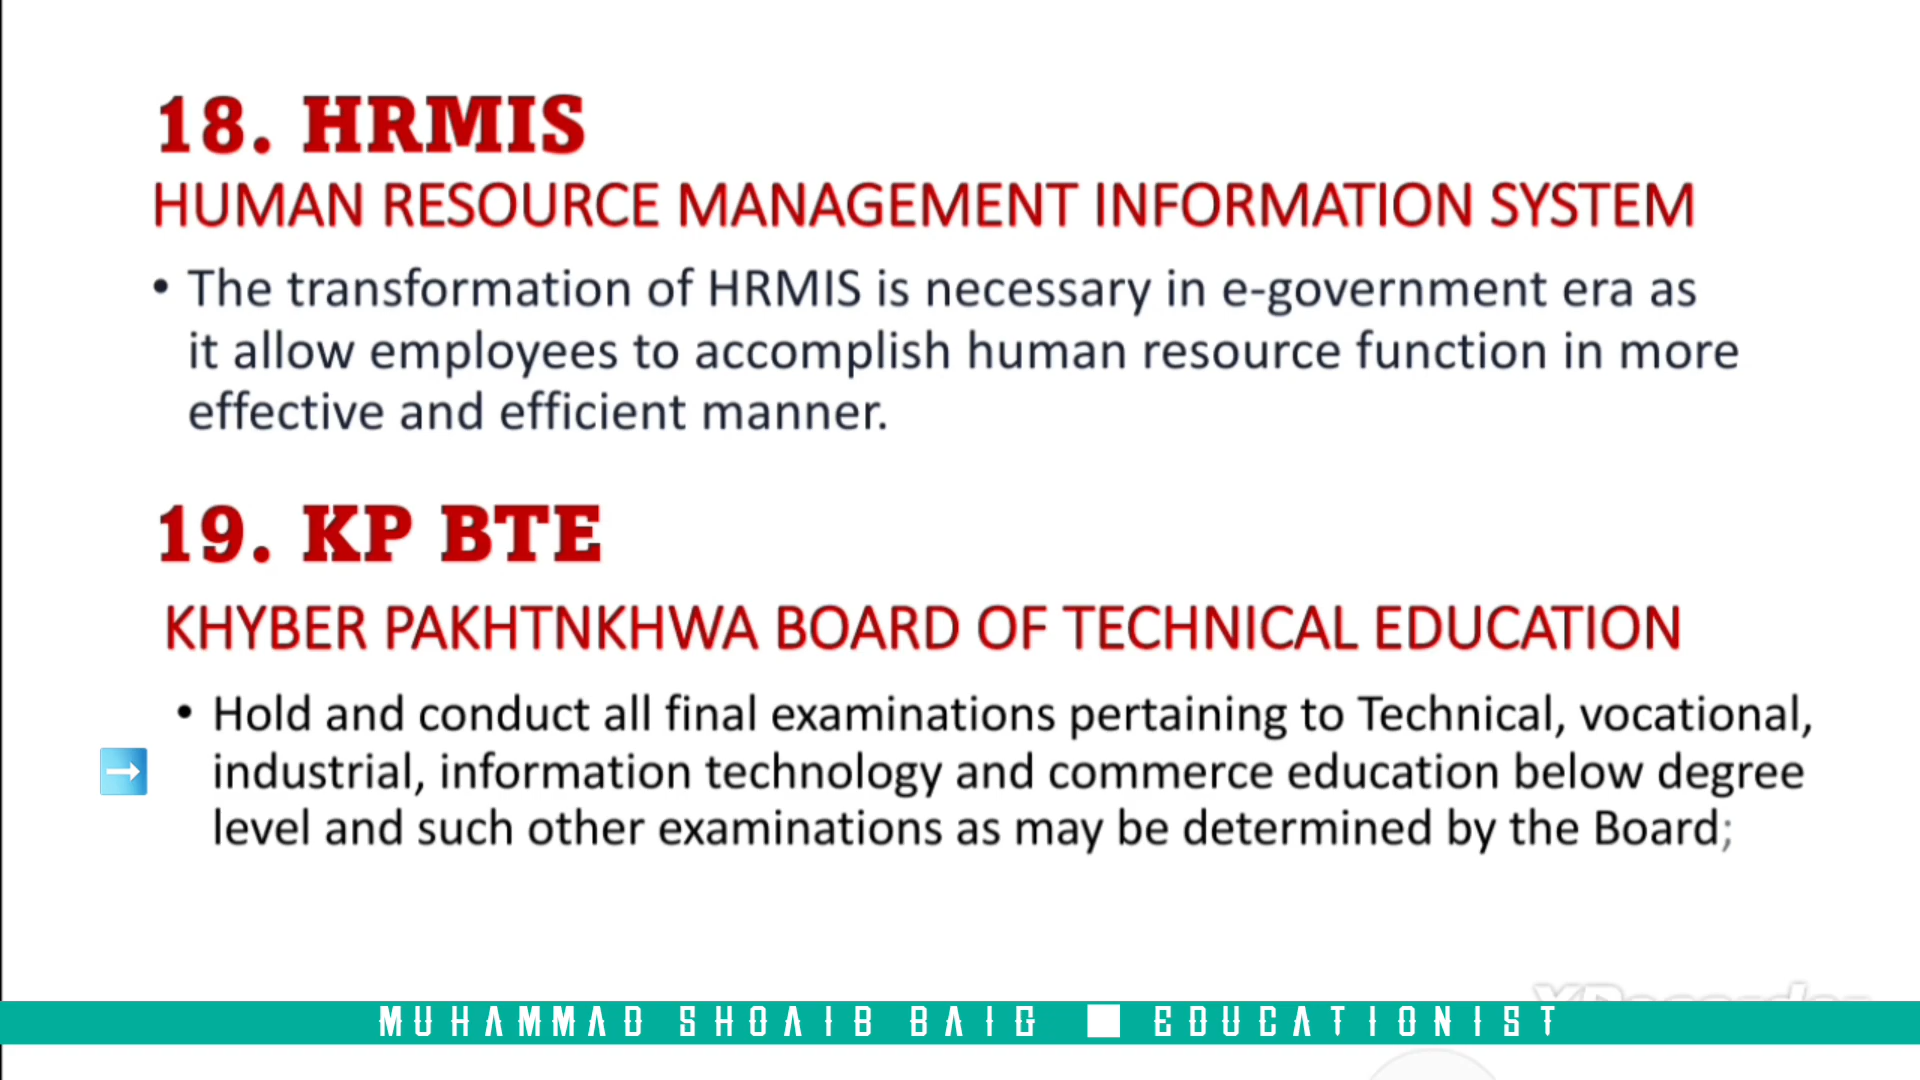 18. HRMIS
HUMAN RESOURCE MANAGEMENT INFORMATION SYSTEM
• The transformation of HRMIS is necessary in e-government era as
it allow employees to accomplish human resource function in more
effective and efficient manner.
19. KP BTE
KHYBER PAKHTNKHWA BOARD OF TECHNICAL EDUCATION
• Hold and conduct all final examinations pertaining to Technical, vocational,
industrial, information technology and commerce education below degree
level and such other examinations as may be determined by the Board;
MUHAMMAD SHOAIB BAIG EDUCATIONIST